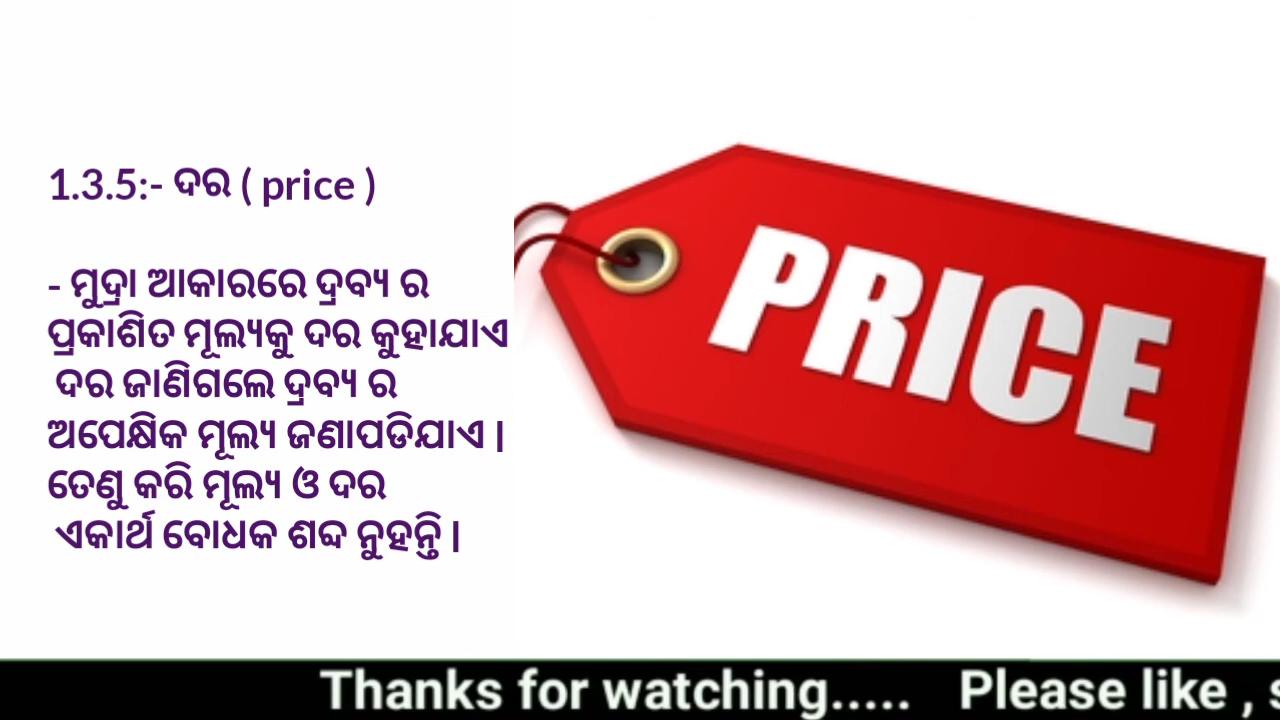 1.3.5:- ଦର ( price )
- ମୁଦ୍ରା ଆକାରରେ ଦ୍ରବ୍ୟ ର
ପ୍ରକାଶିତ ମୂଲ୍ୟକୁ ଦର କୁହାଯାଏ
ଦର ଜାଣିଗଲେ ଦ୍ରବ୍ୟ ର
ଅପେକ୍ଷିକ ମୂଲ୍ୟ ଜଣାପଡିଯାଏ |
ତେଣୁ କରି ମୂଲ୍ୟ ଓ ଦର
ଏକାର୍ଥ ବୋଧକ ଶବ୍ଦ ନୁହନ୍ତି |
PRICE
Thanks for watching..... Please like , s